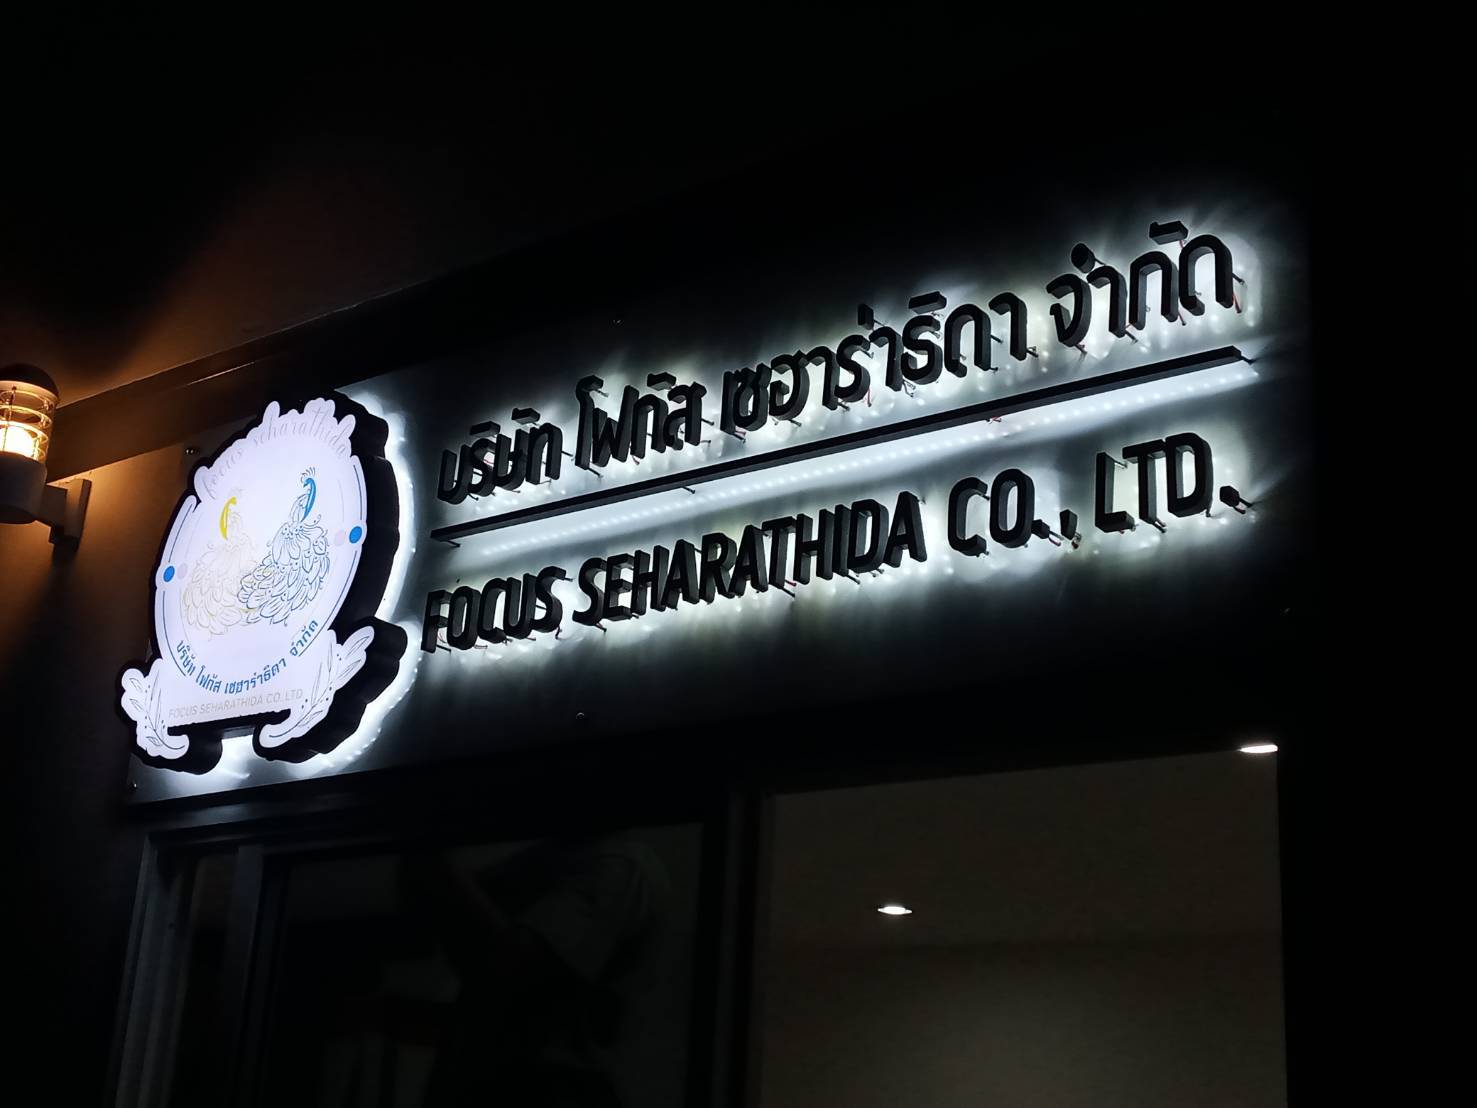 focus seharathida
บริษัท โฟกัส เซฮาร่าธิดา จำกัด
FOCUS SEHARATHIDA CO.,LTD
บริษัท โฟกัส เซฮาร่าธิดา จำกัด
FOCUS SEHARATHIDA CO., LTD.